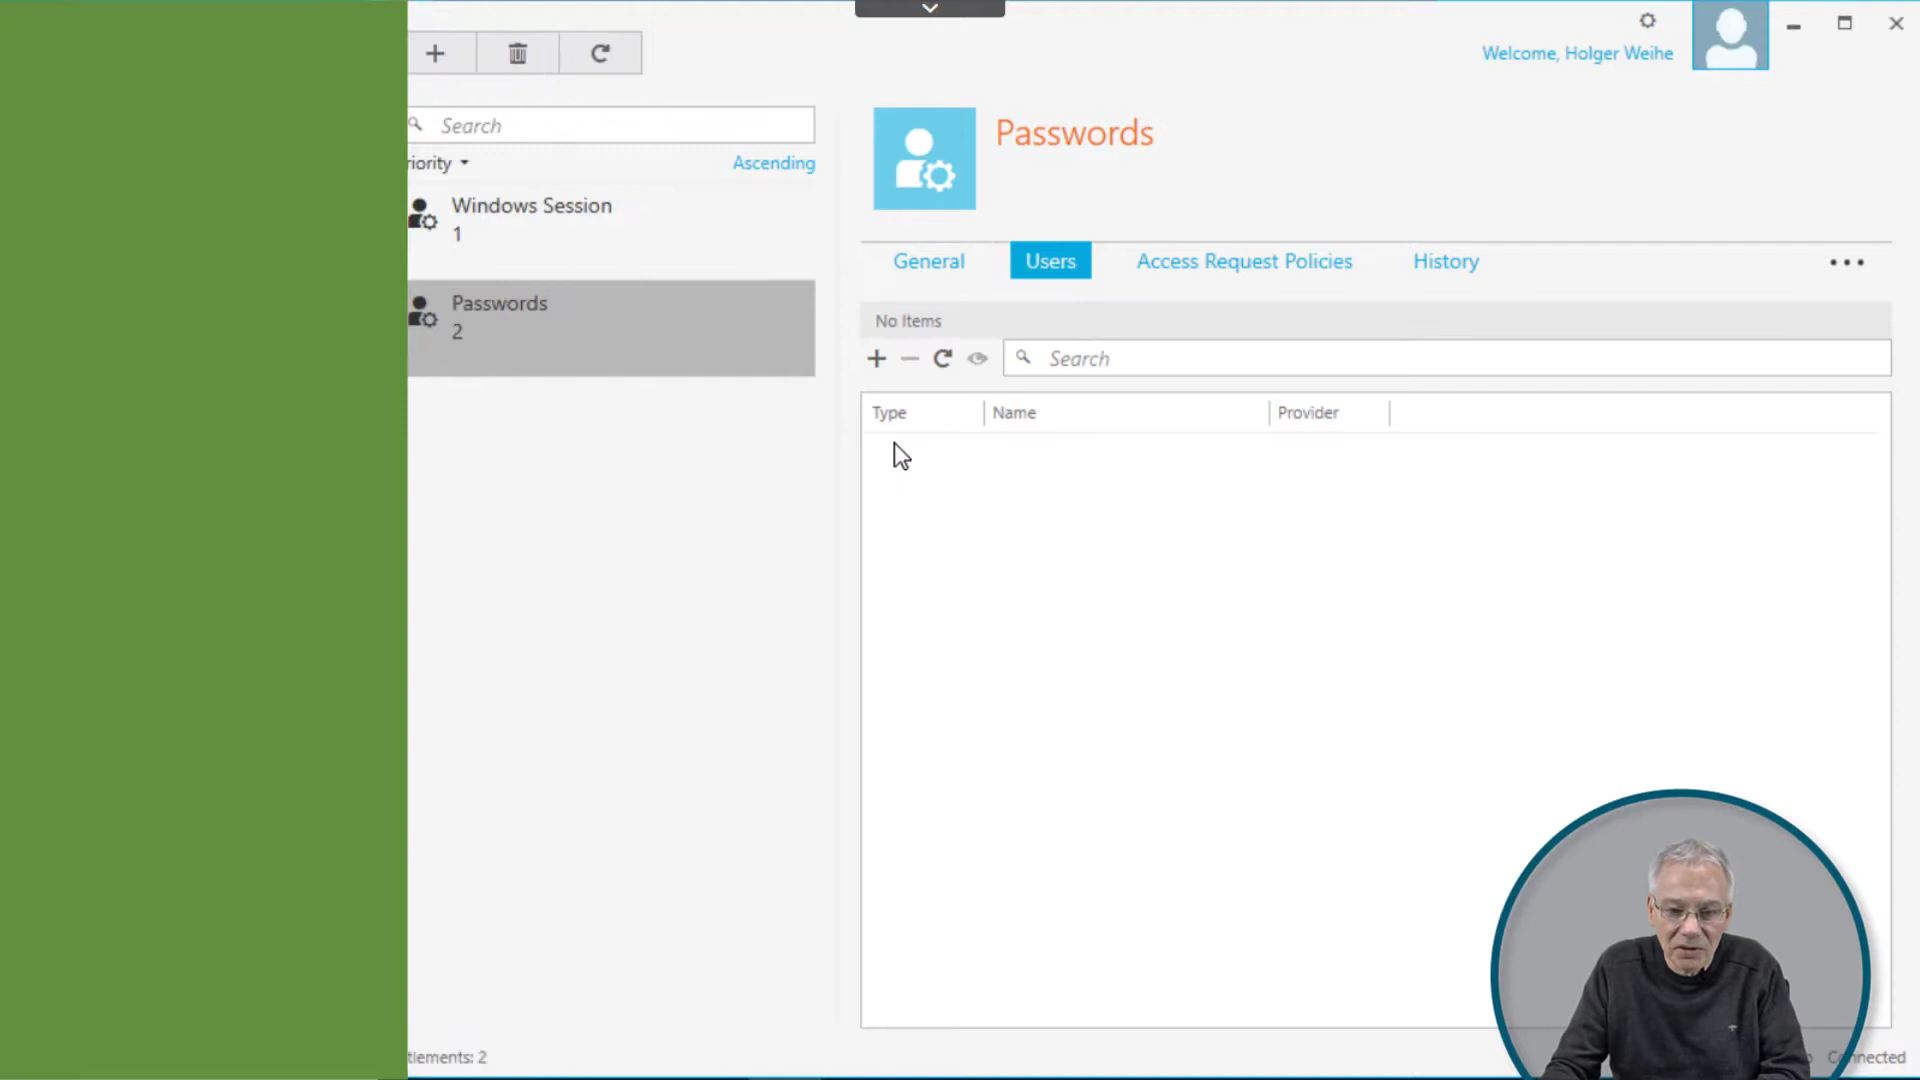 Welcome, Holger Weihe
Search
riority
Ascending
Windows Session
1
Passwords
2
Passwords
General
Users
Access Request Policies
History
No Items
Search
Type
Name
Provider
tlements: 2
Connected